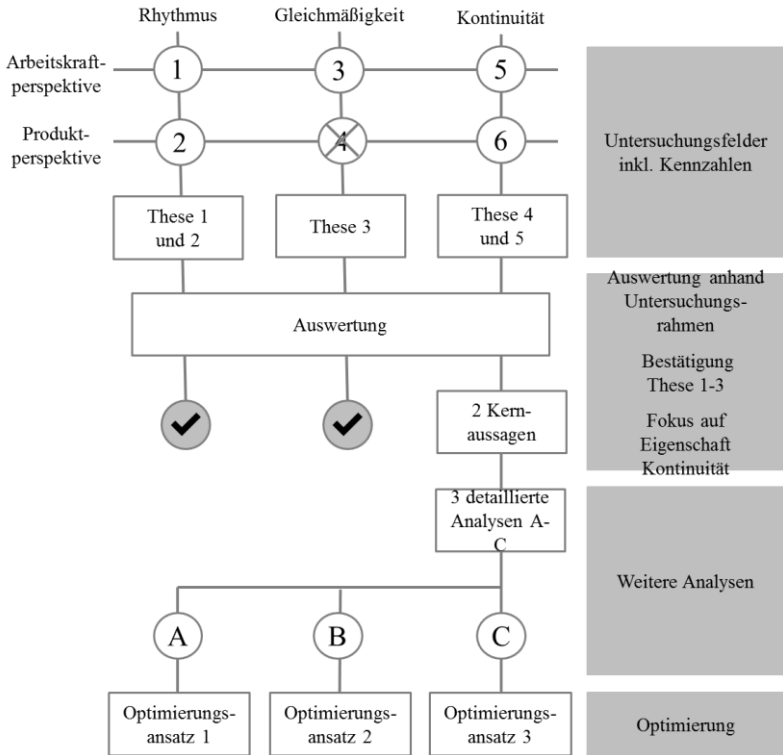 Rhythmus
Gleichmäßigkeit
Kontinuität
Arbeitskraft-
perspektive
1
3
5
Produkt-
perspektive
2
4
6
Untersuchungsfelder
inkl. Kennzahlen
These 1
und 2
These 3
These 4
und 5
Auswertung
Auswertung anhand
Untersuchungs-
rahmen
Bestätigung
These 1-3
Fokus auf
Eigenschaft
Kontinuität
2 Kern-
aussagen
3 detaillierte
Analysen A-
C
Weitere Analysen
A
B
C
Optimierungs-
ansatz 1
Optimierungs-
ansatz 2
Optimierungs-
ansatz 3
Optimierung